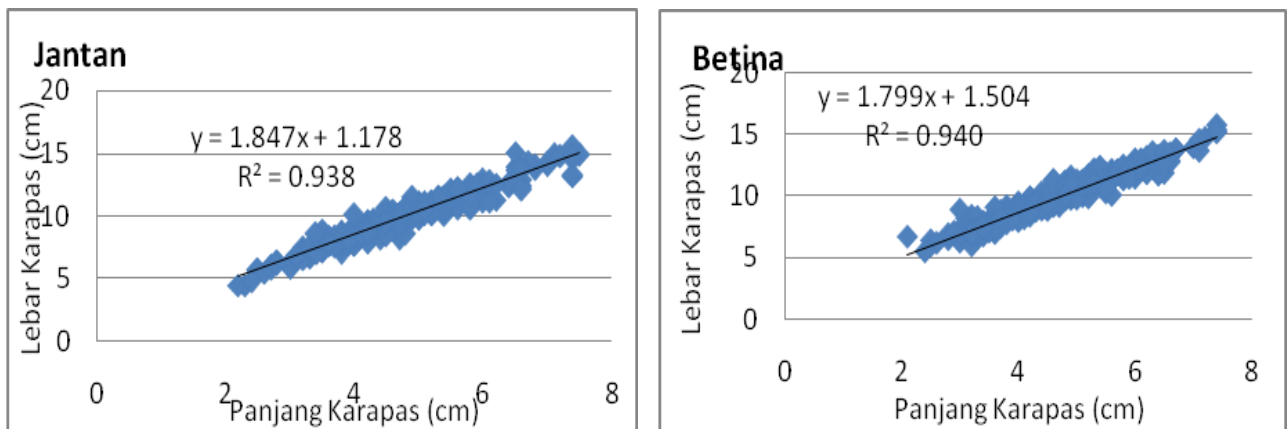 Jantan
Lebar Karapas (cm)
20
15
10
5
0
y = 1.847x + 1.178
R² = 0.938
0 2 4 6 8
Panjang Karapas (cm)
Betina
Lebar Karapas (cm)
20
15
10
5
0
y = 1.799x + 1.504
R² = 0.940
0 2 4 6 8
Panjang Karapas (cm)